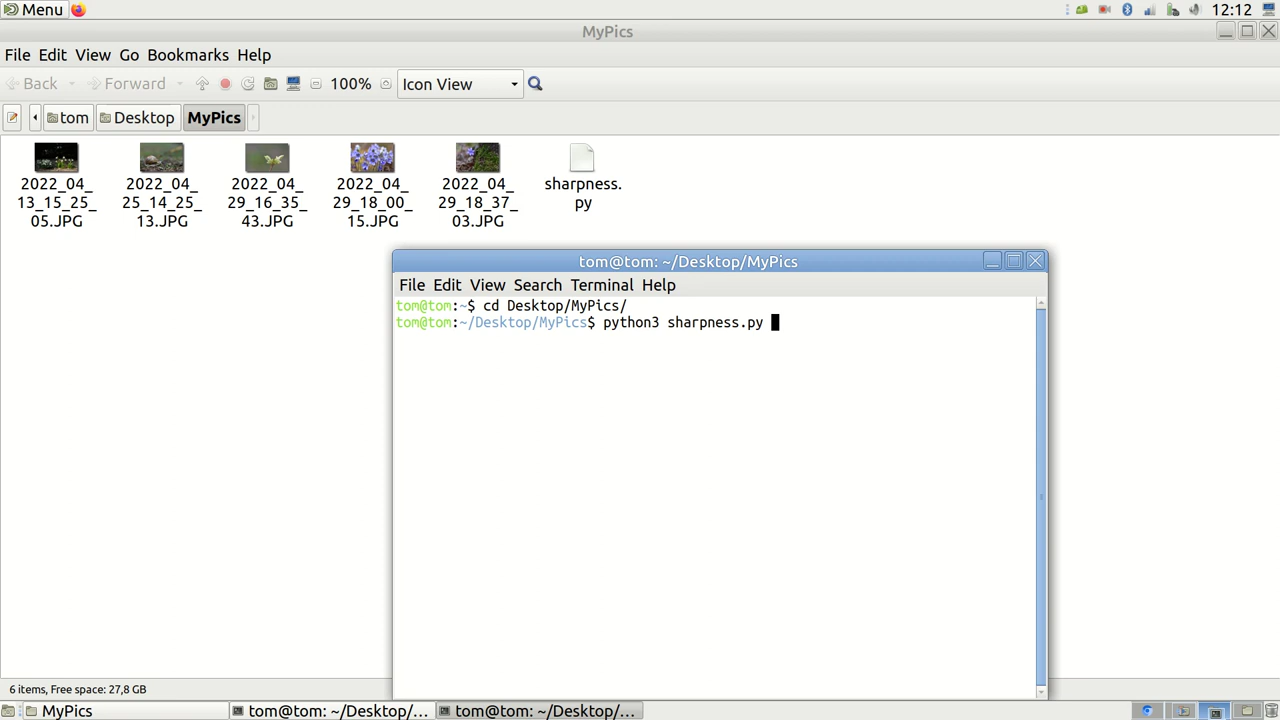 Menu 12:12
MyPics
File Edit View Go Bookmarks Help
Back Forward 100% Icon View
tom Desktop MyPics
2022_04_
13_15_25_
05.JPG
2022_04_
25_14_25_
13.JPG
2022_04_
29_16_35_
43.JPG
2022_04_
29_18_00_
15.JPG
2022_04_
29_18_37_
03.JPG
sharpness.
py
tom@tom: ~/Desktop/MyPics
File Edit View Search Terminal Help
tom@tom:~$ cd Desktop/MyPics/
tom@tom:~/Desktop/MyPics$ python3 sharpness.py
6 items, Free space: 27,8 GB
MyPics tom@tom: ~/Desktop/... tom@tom: ~/Desktop/...